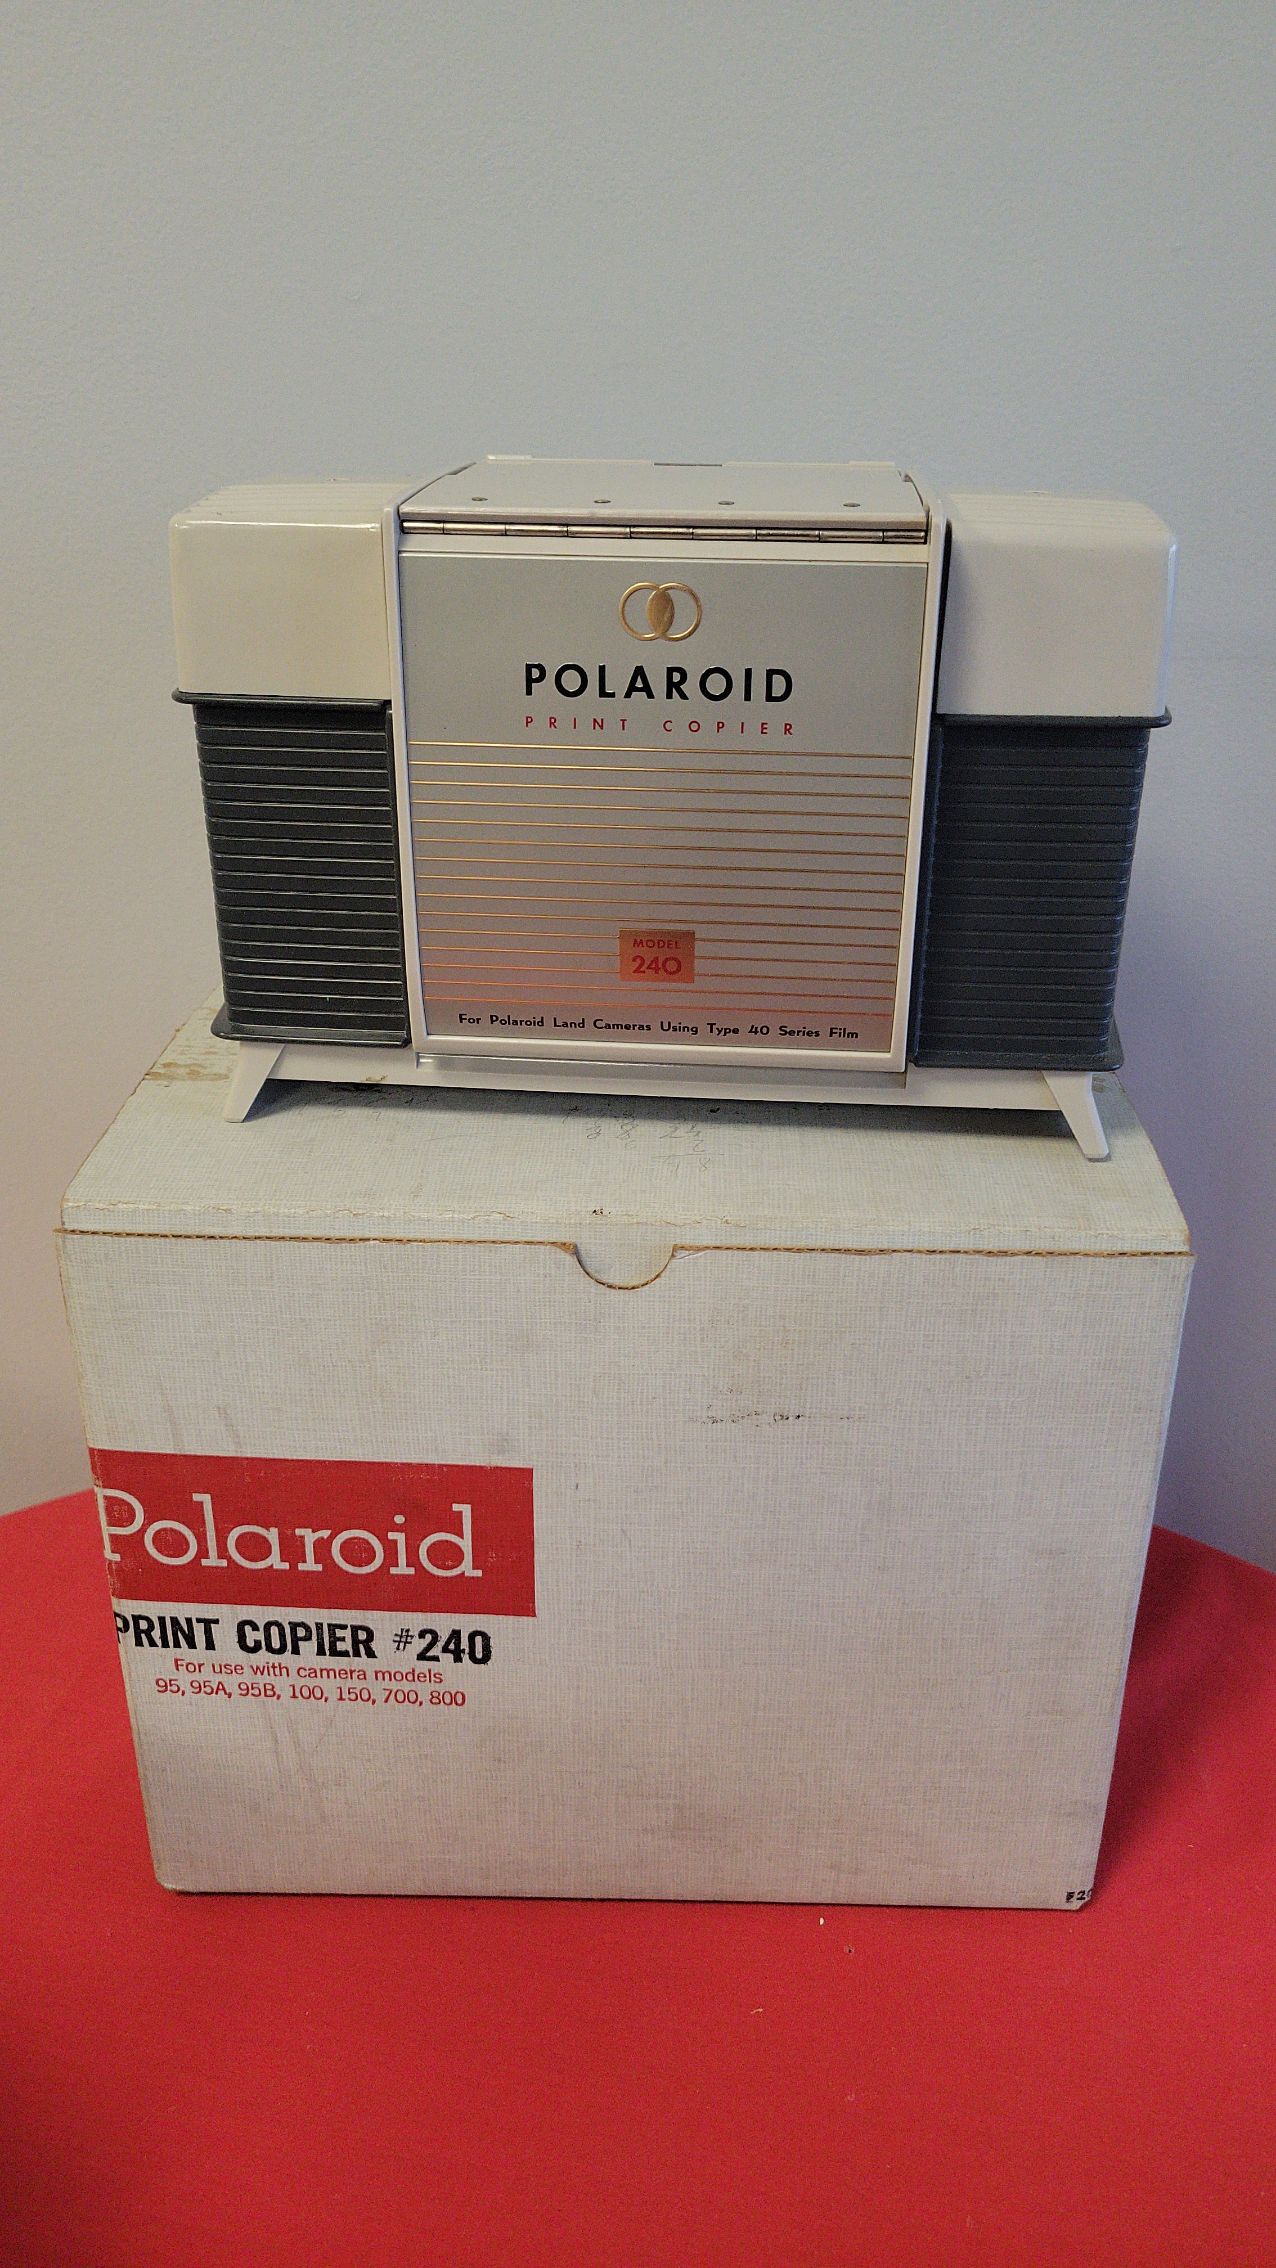 POLAROID
PRINT COPIER
MODEL
240
For Polaroid Land Cameras Using Type 40 Series Film
Polaroid
PRINT COPIER #240
For use with camera models
95, 95A, 95B, 100, 150, 700, 800